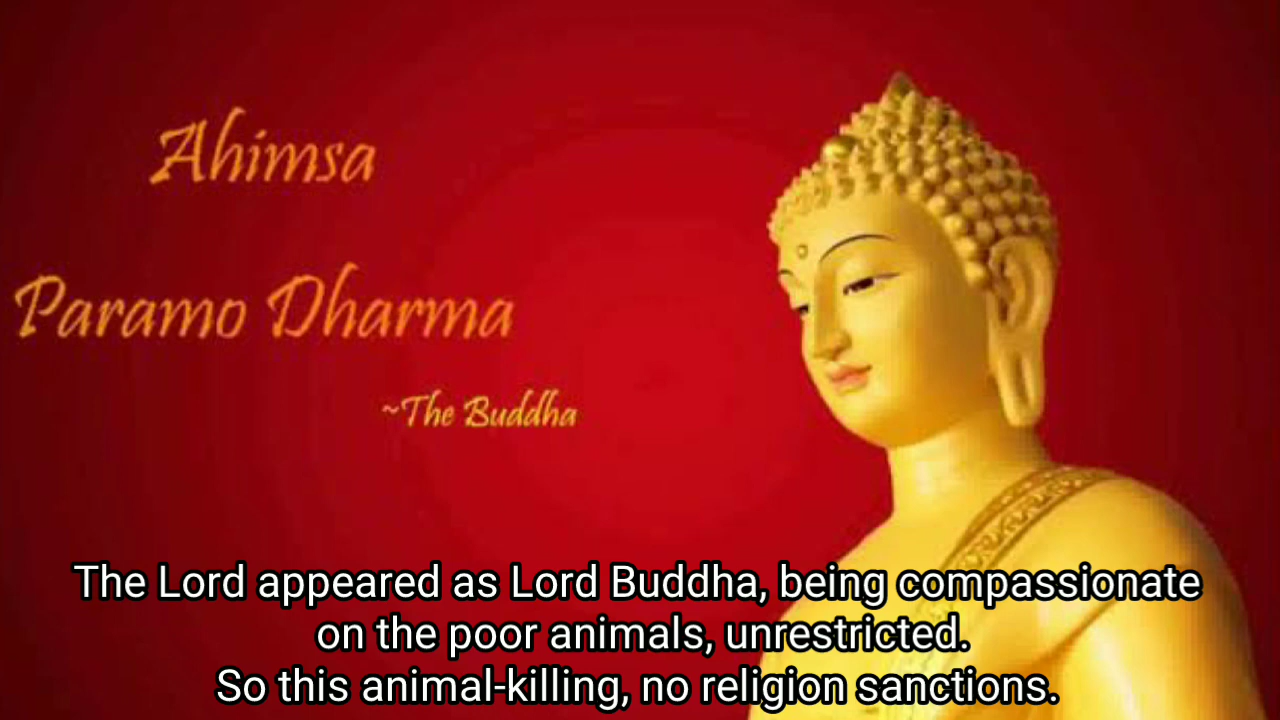 Ahimsa
Paramo Dharma
~The Buddha
The Lord appeared as Lord Buddha, being compassionate
on the poor animals, unrestricted.
So this animal-killing, no religion sanctions.